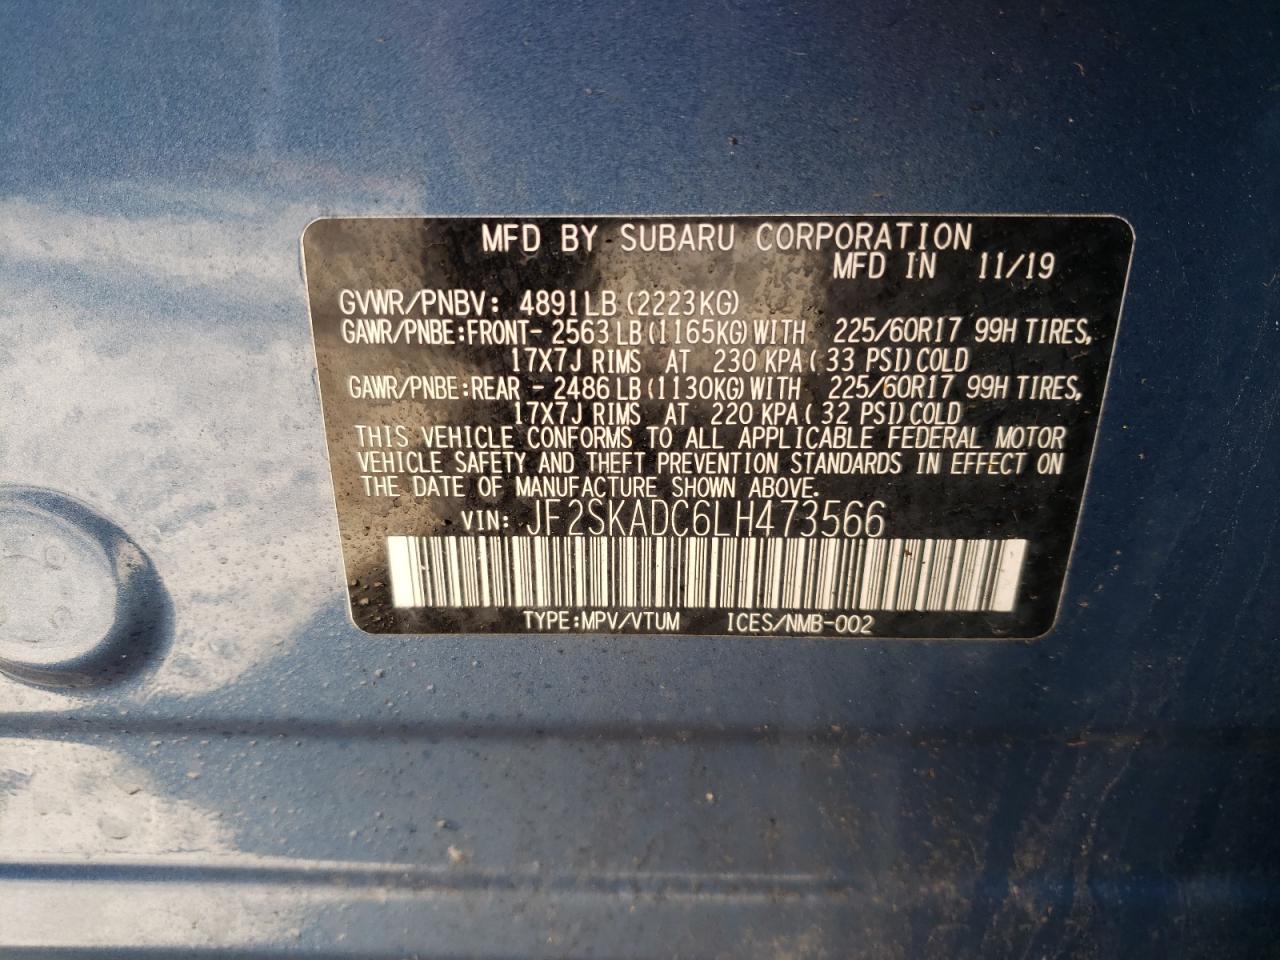 MFD BY SUBARU CORPORATION
MFD IN 11/19
GVWR/PNBV: 4891LB (2223KG)
GAWR/PNBE:FRONT- 2563LB (1165KG) WITH 225/60R17 99H TIRES,
17X7J RIMS AT 230 KPA( 33 PSI) COLD
GAWR/PNBE:REAR - 2486LB (1130KG) WITH 225/60R17 99H TIRES,
17X7J RIMS AT 220 KPA( 32 PSI) COLD
THIS VEHICLE CONFORMS TO ALL APPLICABLE FEDERAL MOTOR
VEHICLE SAFETY AND THEFT PREVENTION STANDARDS IN EFFECT ON
THE DATE OF MANUFACTURE SHOWN ABOVE.
VIN: JF2SKADC6LH473566
TYPE:MPV/VTUM ICES/NMB-002